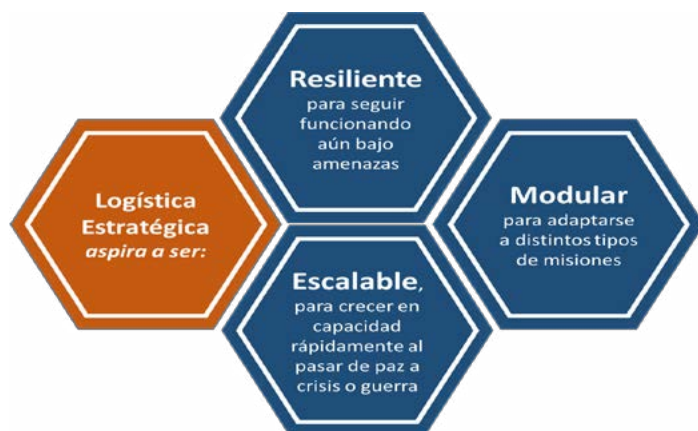 Logística
Estratégica
aspira a ser:
Resiliente
para seguir
funcionando
aún bajo
amenazas
Escalable,
para crecer en
capacidad
rápidamente al
pasar de paz a
crisis o guerra
Modular
para adaptarse
a distintos tipos
de misiones